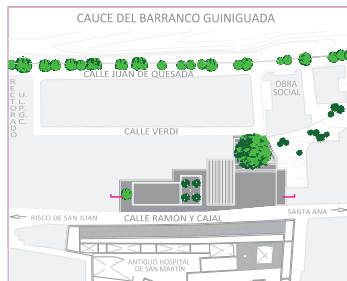 CAUCE DEL BARRANCO GUINIGUADA
CALLE JUAN DE QUESADA
RECTORADO
U.L.P.G.C.
OBRA
SOCIAL
CALLE VERDI
RISCO DE SAN JUAN
CALLE RAMÓN Y CAJAL
SANTA ANA
ANTIGUO HOSPITAL
DE SAN MARTÍN